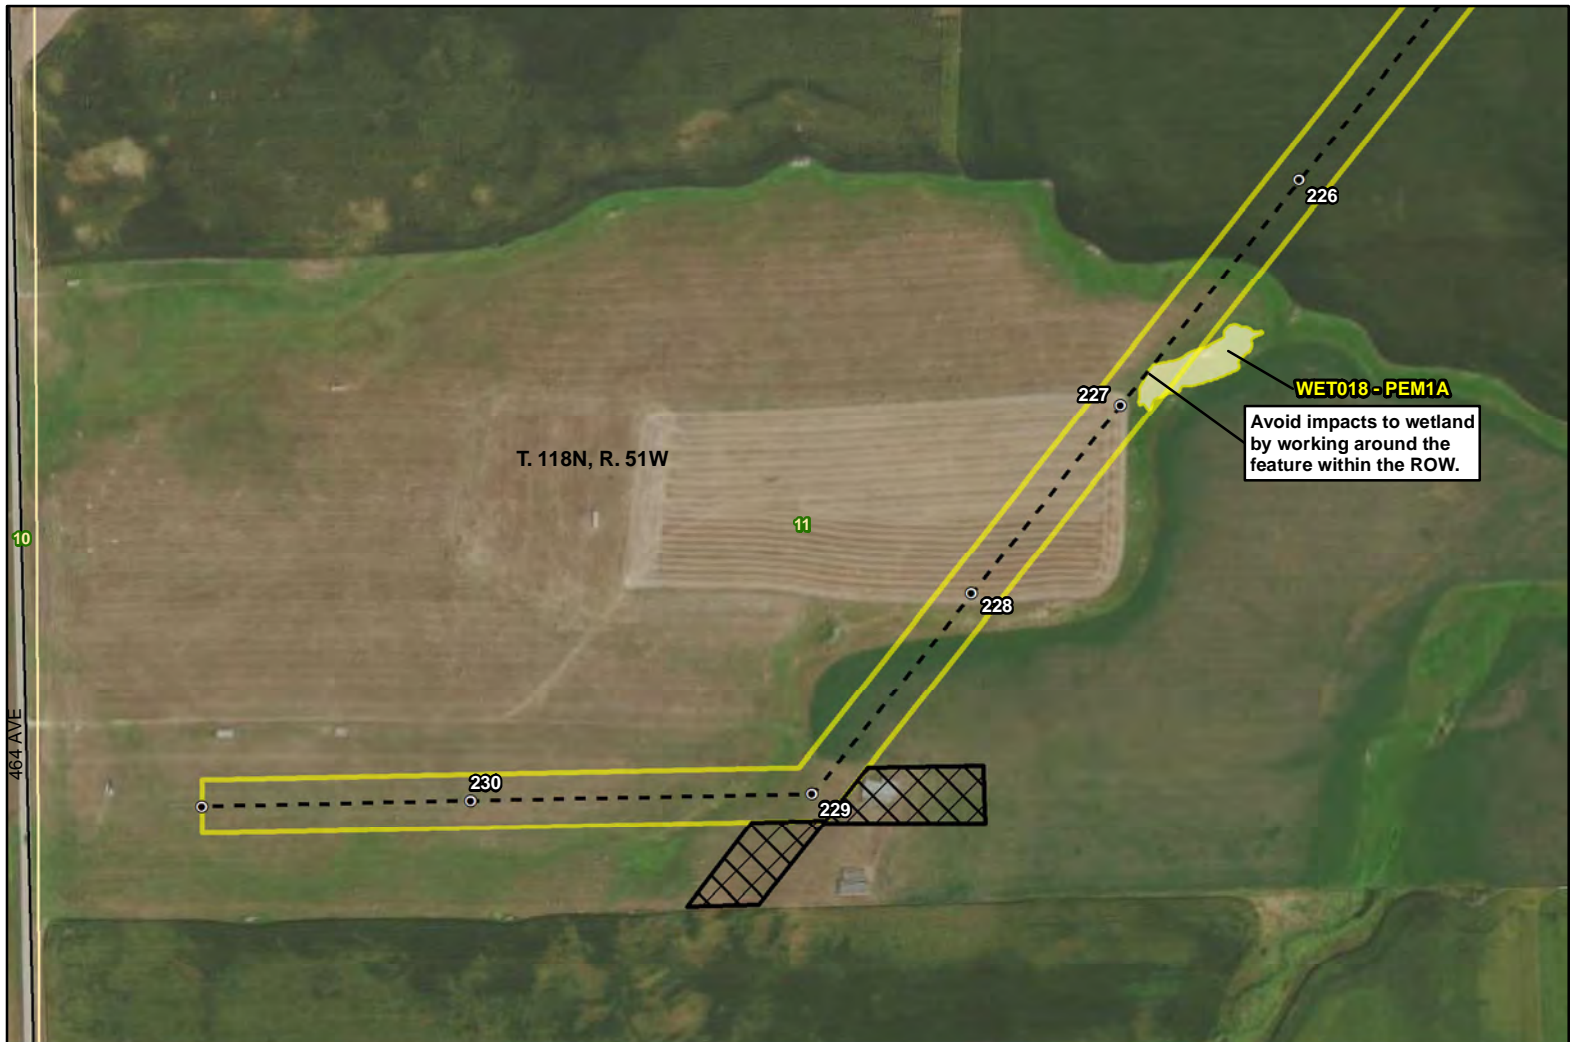 226
WET018 - PEM1A
227
Avoid impacts to wetland
by working around the
feature within the ROW.
T. 118N, R. 51W
11
10
228
464 AVE
230
229